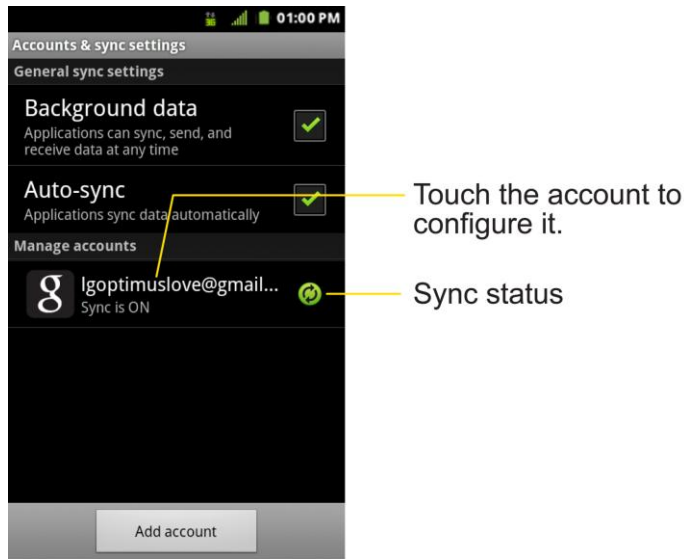 3G 01:00 PM
Accounts & sync settings
General sync settings
Background data
Applications can sync, send, and
receive data at any time
Auto-sync
Applications sync data automatically
Manage accounts
g
lgoptimuslove@gmail...
Sync is ON
Add account
Touch the account to
configure it.
Sync status